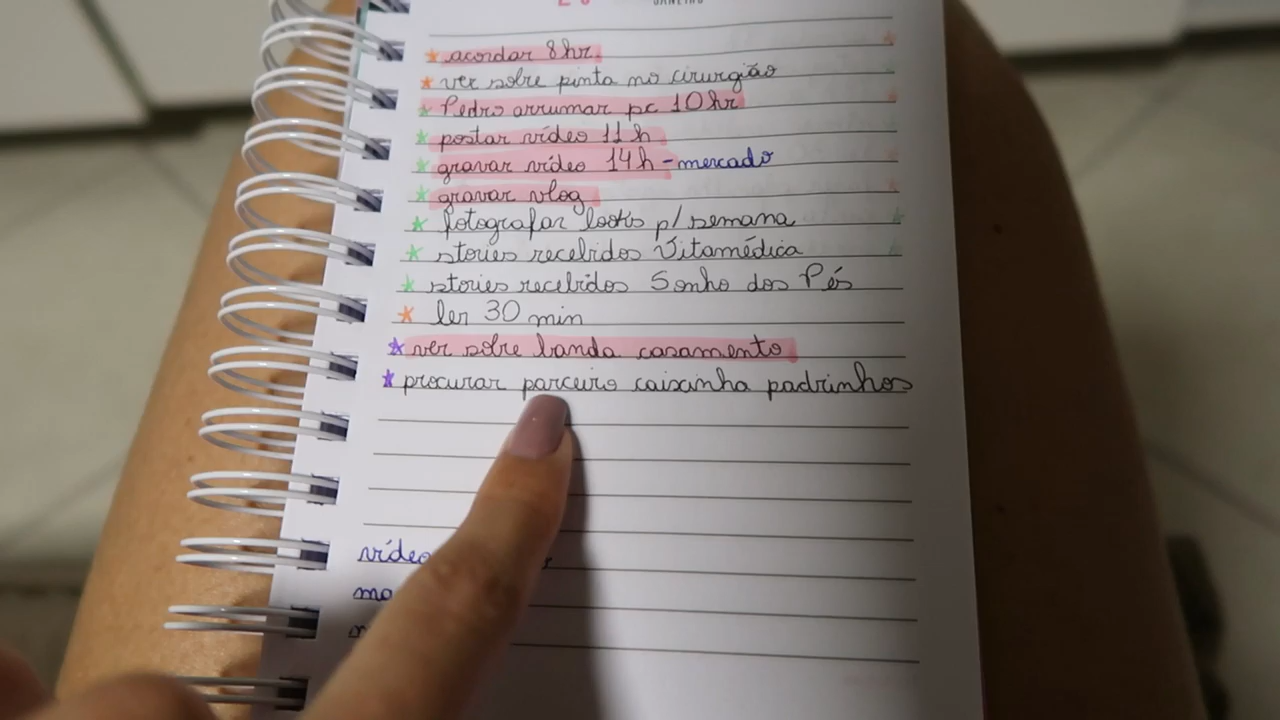 JANEIRO
* acordar 8hr.
* ver sobre pinta no cirurgião
* Pedro arrumar pc 10hr
* postar vídeo 11h
* gravar vídeo 14h - mercado
* gravar vlog
* fotografar looks p/ semana
* stories recebidos Vitamédica
* stories recebidos Sonho dos Pés
* ler 30 min
* ver sobre banda casamento
* procurar parceiro caixinha padrinhos